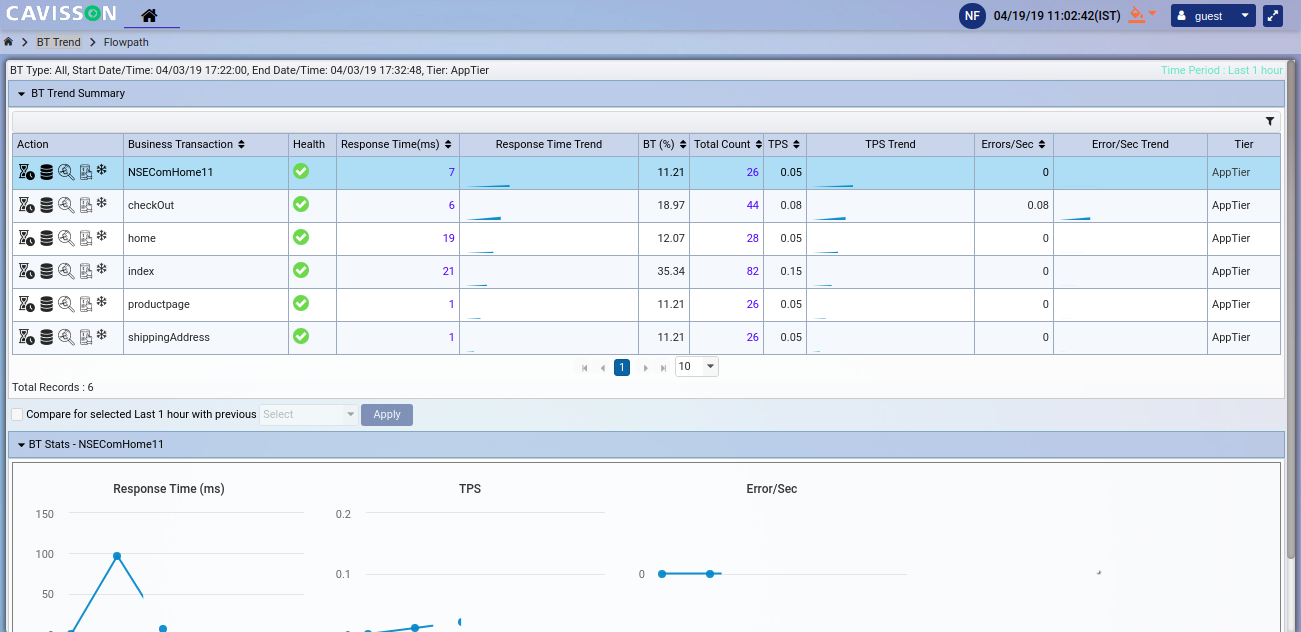 CAVISSON
NF 04/19/19 11:02:42(IST) guest
BT Trend Flowpath
BT Type: All, Start Date/Time: 04/03/19 17:22:00, End Date/Time: 04/03/19 17:32:48, Tier: AppTier Time Period : Last 1 hour
BT Trend Summary
Action Business Transaction Health Response Time(ms) Response Time Trend BT (%) Total Count TPS TPS Trend Errors/Sec Error/Sec Trend Tier
NSEComHome11 7 11.21 26 0.05 0 AppTier
checkOut 6 18.97 44 0.08 0.08 AppTier
home 19 12.07 28 0.05 0 AppTier
index 21 35.34 82 0.15 0 AppTier
productpage 1 11.21 26 0.05 0 AppTier
shippingAddress 1 11.21 26 0.05 0 AppTier
1 10
Total Records : 6
Compare for selected Last 1 hour with previous Select Apply
BT Stats - NSEComHome11
Response Time (ms) TPS Error/Sec
150 0.2
100 0.1 0
50